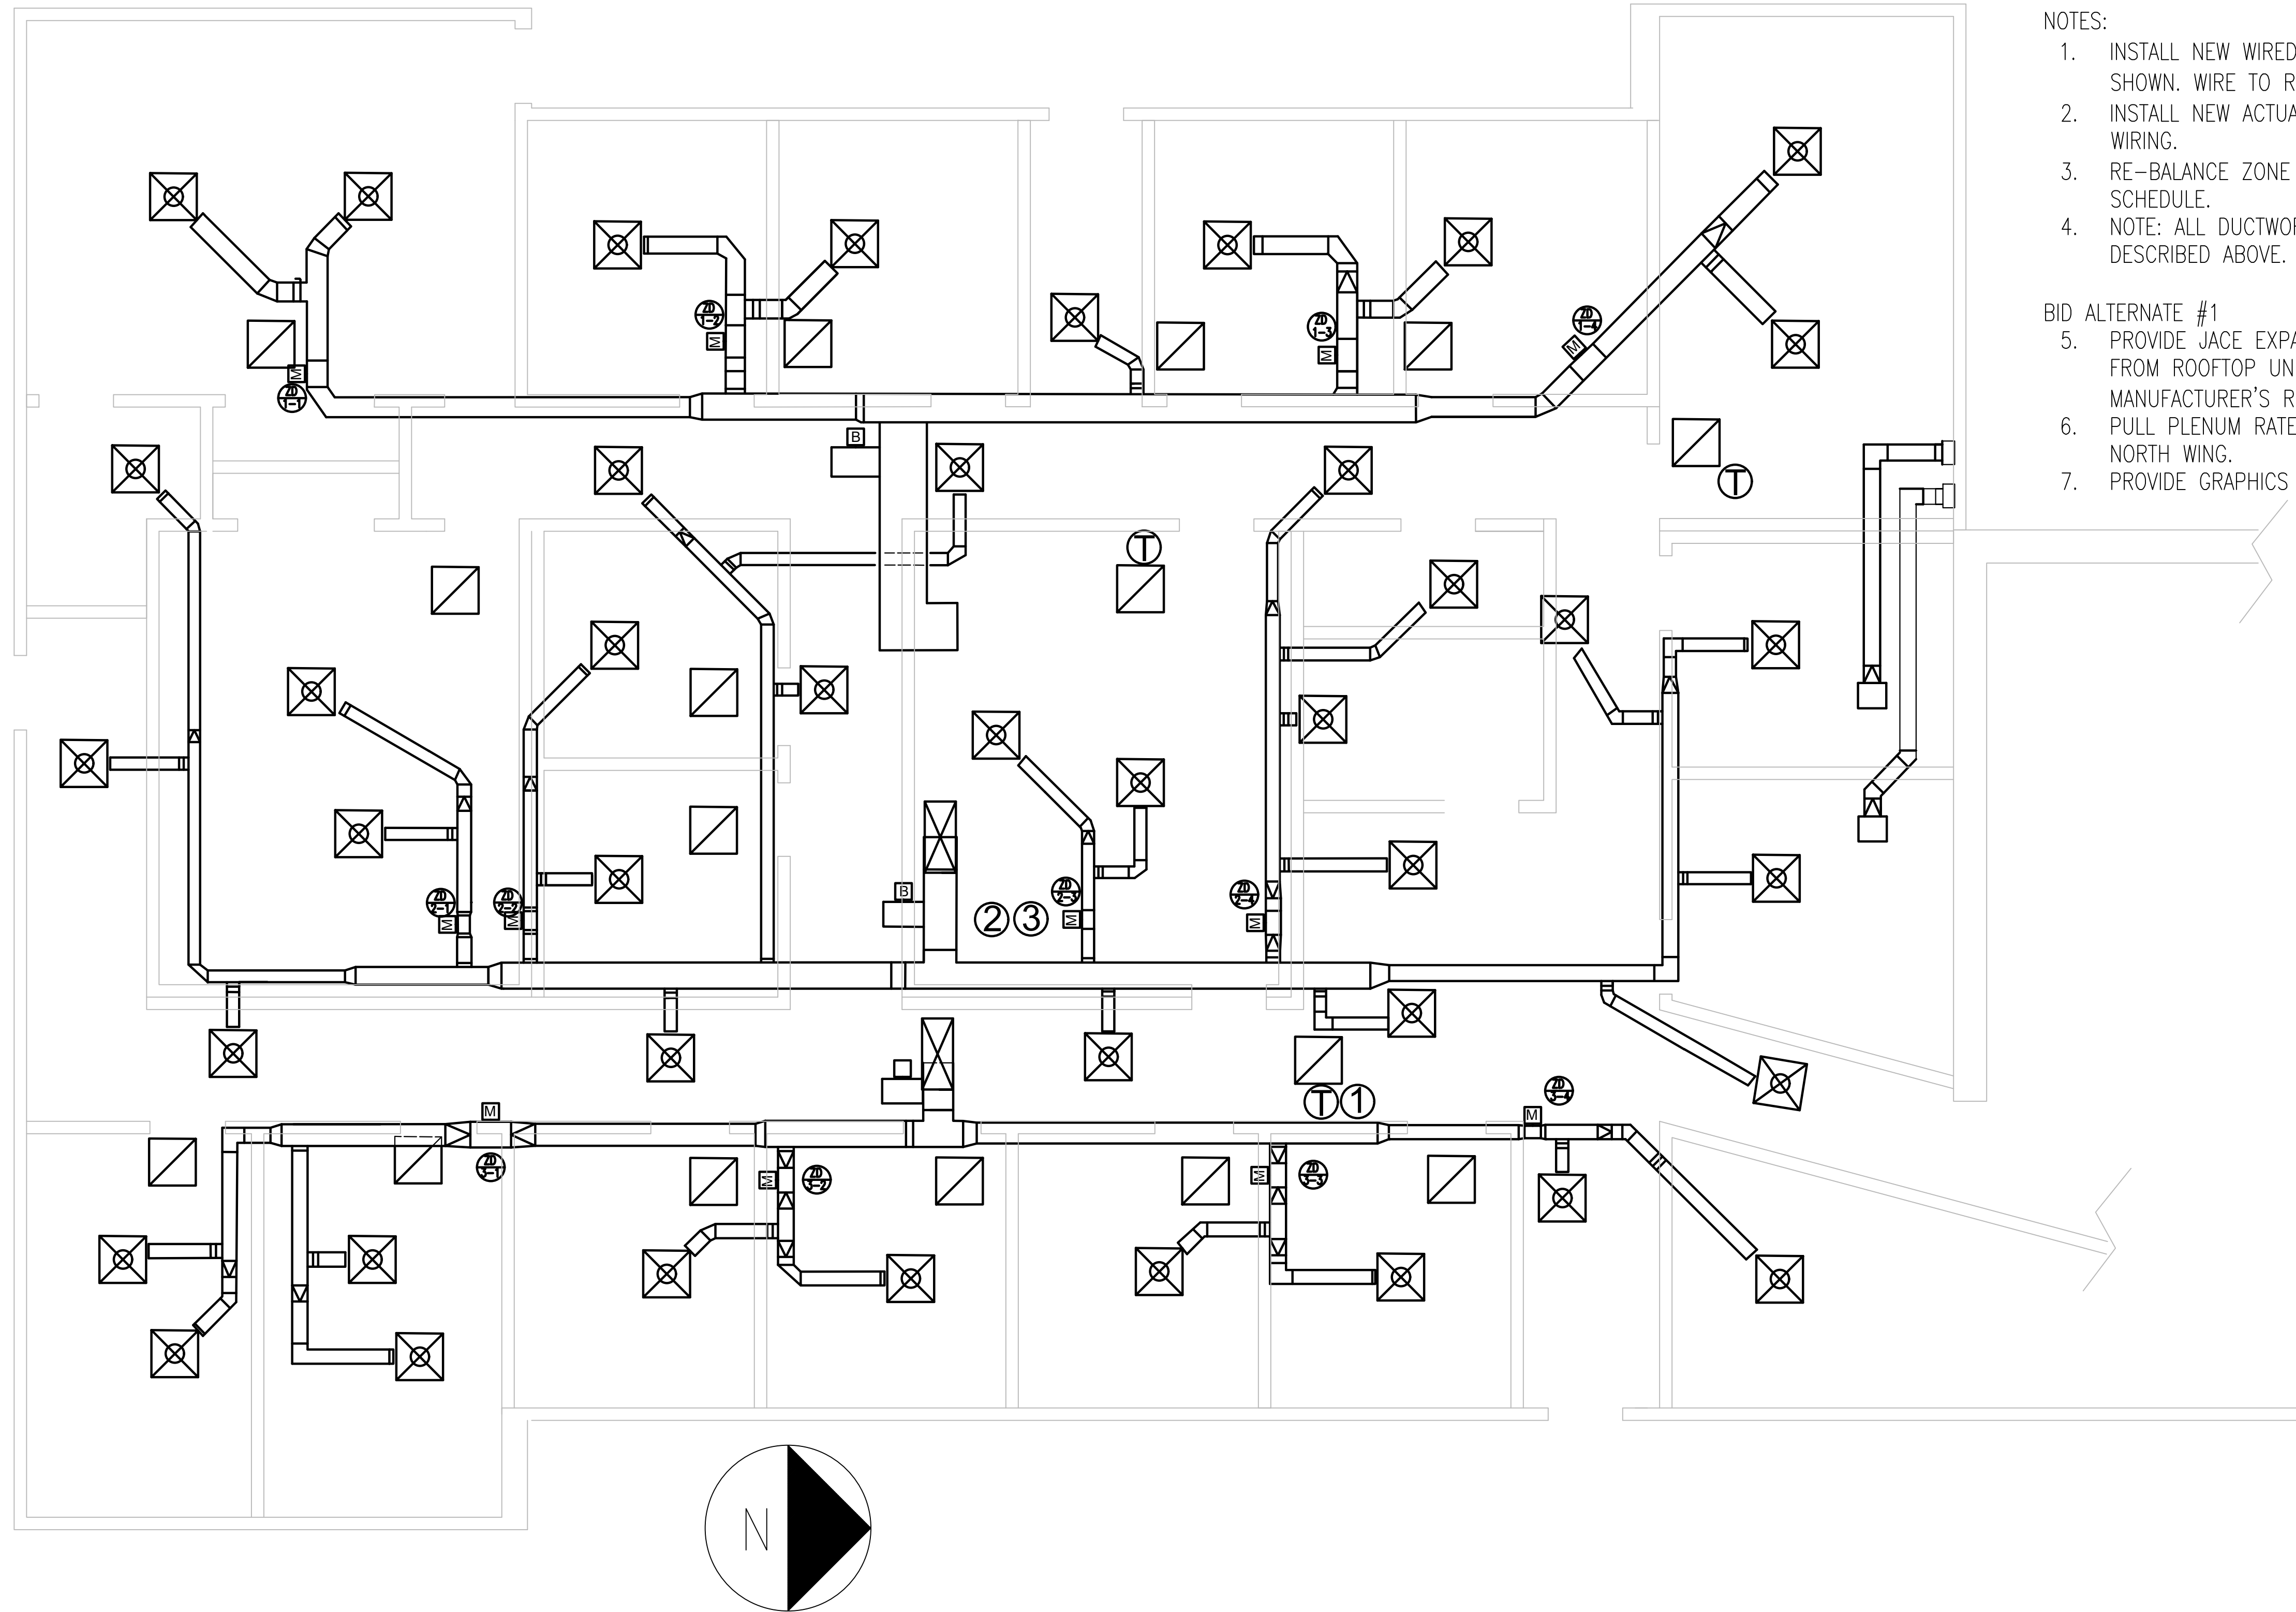 NOTES:
1. INSTALL NEW WIRED
SHOWN. WIRE TO R
2. INSTALL NEW ACTUA
WIRING.
3. RE-BALANCE ZONE
SCHEDULE.
4. NOTE: ALL DUCTWOR
DESCRIBED ABOVE.
BID ALTERNATE #1
5. PROVIDE JACE EXPA
FROM ROOFTOP UN
MANUFACTURER'S R
6. PULL PLENUM RATE
NORTH WING.
7. PROVIDE GRAPHICS
ZD
1-1
M
ZD
1-2
M
ZD
1-3
M
ZD
1-4
M
B
T
T
ZD
2-1
M
ZD
2-2
M
B
2 3
ZD
2-3
M
ZD
2-4
M
T 1
M
ZD
3-1
M
ZD
3-2
M
ZD
3-3
ZD
3-4
M
N